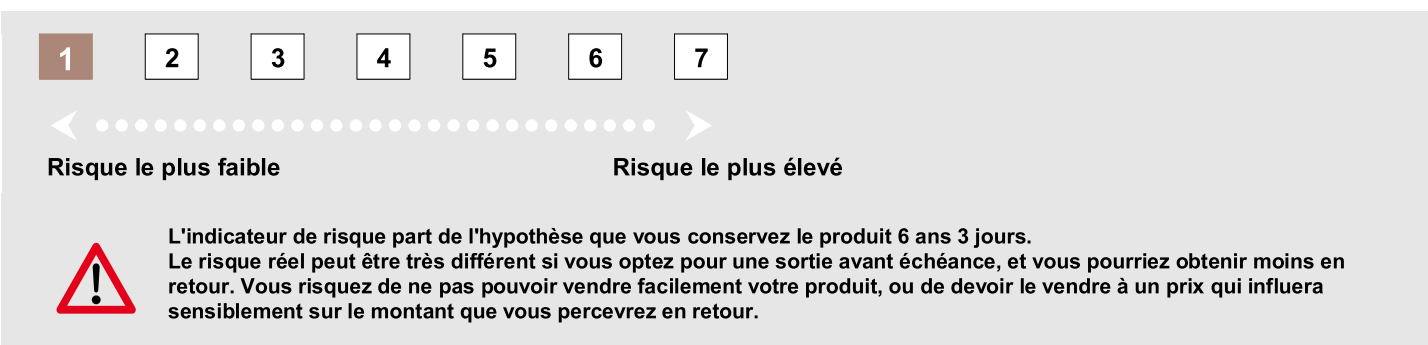 1 2 3 4 5 6 7
Risque le plus faible Risque le plus élevé
L'indicateur de risque part de l'hypothèse que vous conservez le produit 6 ans 3 jours.
Le risque réel peut être très différent si vous optez pour une sortie avant échéance, et vous pourriez obtenir moins en
retour. Vous risquez de ne pas pouvoir vendre facilement votre produit, ou de devoir le vendre à un prix qui influera
sensiblement sur le montant que vous percevrez en retour.